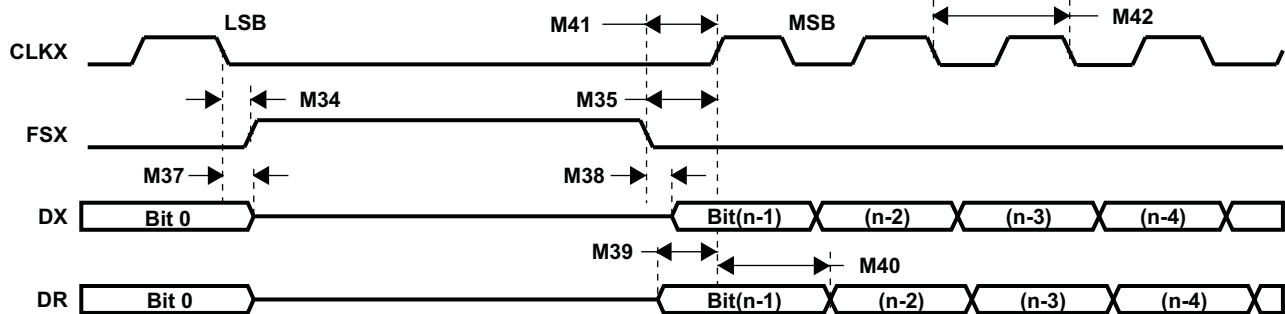 LSB M41 MSB M42
CLKX
M34 M35
FSX
M37 M38
DX Bit 0 Bit(n-1) (n-2) (n-3) (n-4)
M39 M40
DR Bit 0 Bit(n-1) (n-2) (n-3) (n-4)